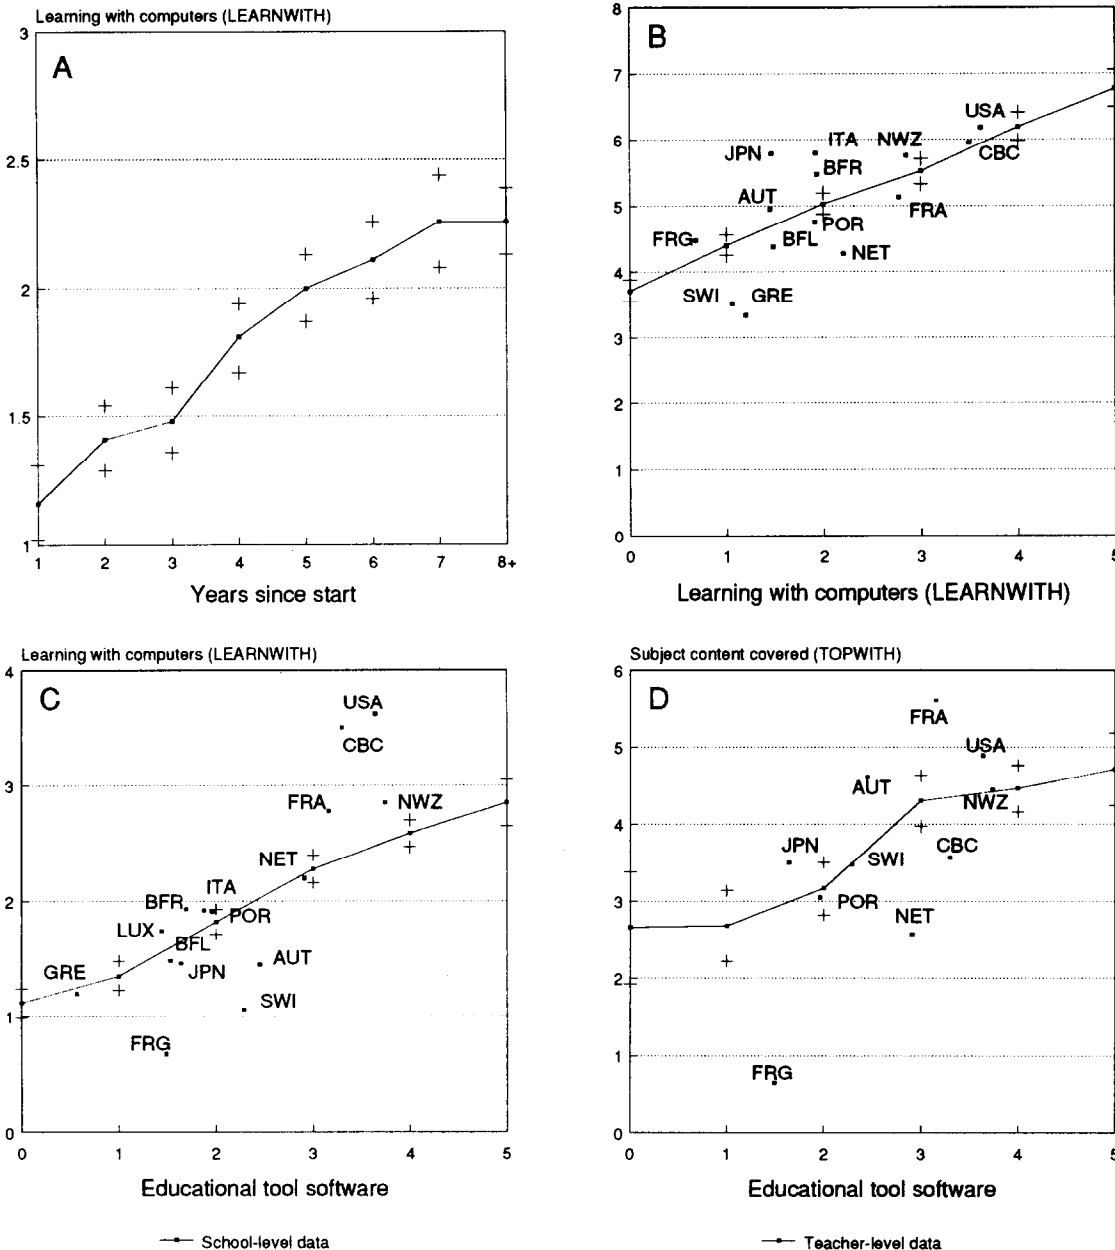 Learning with computers (LEARNWITH)
A
3
2.5
2
1.5
1
1 2 3 4 5 6 7 8+
Years since start
B
8
7
6
5
4
3
2
1
0
USA
ITA NWZ
JPN CBC
BFR
AUT FRA
POR
FRG BFL NET
SWI GRE
0 1 2 3 4 5
Learning with computers (LEARNWITH)
Learning with computers (LEARNWITH)
C
4
3
2
1
0
USA
CBC
FRA NWZ
NET
BFR ITA
POR
LUX BFL
GRE JPN AUT
SWI
FRG
0 1 2 3 4 5
Educational tool software
School-level data
Subject content covered (TOPWITH)
D
6
5
4
3
2
1
0
FRA
USA
AUT
NWZ
JPN SWI CBC
POR NET
FRG
0 1 2 3 4 5
Educational tool software
Teacher-level data